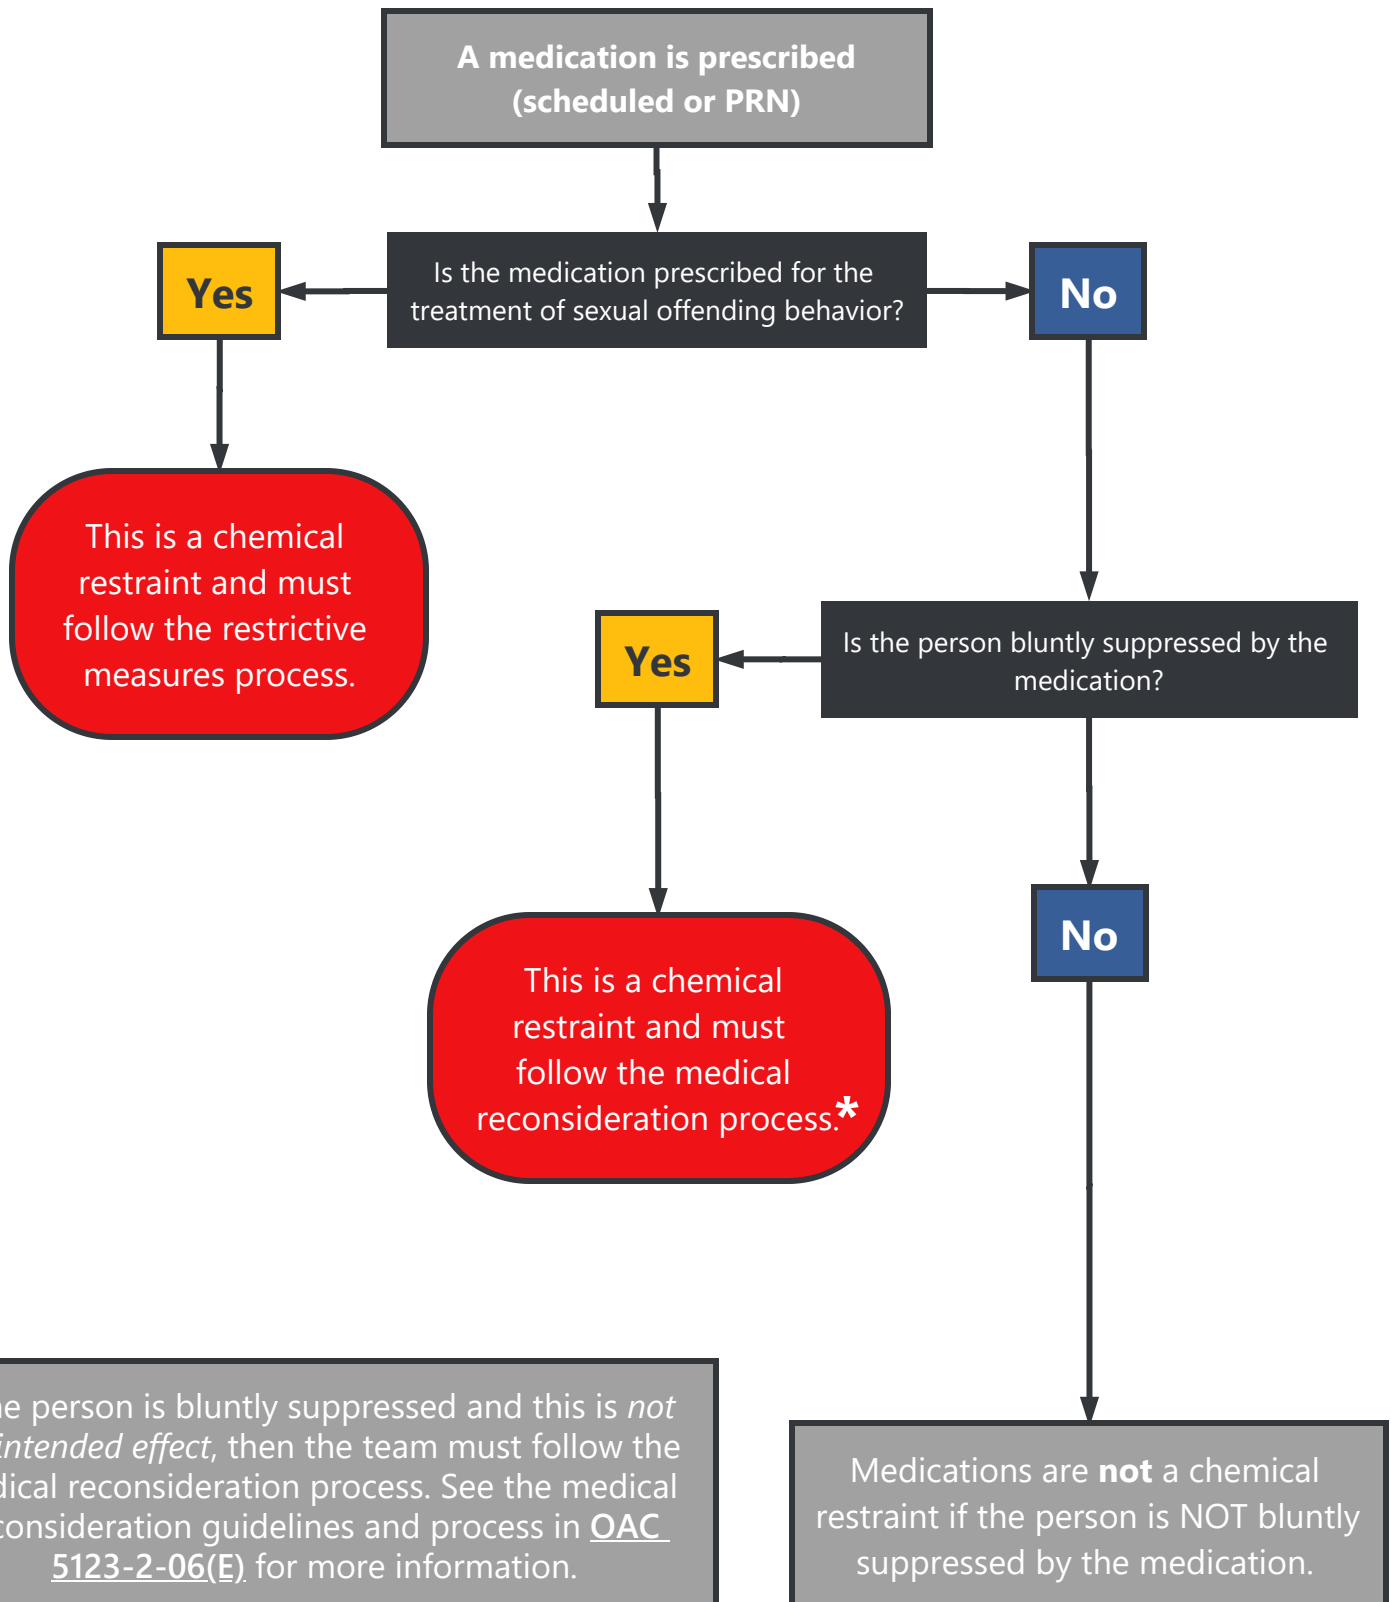 A medication is prescribed
(scheduled or PRN)
Is the medication prescribed for the
treatment of sexual offending behavior?
Yes
No
This is a chemical
restraint and must
follow the restrictive
measures process.
Is the person bluntly suppressed by the
medication?
Yes
No
This is a chemical
restraint and must
follow the medical
reconsideration process.*
person is bluntly suppressed and this is not
intended effect, then the team must follow the
reconsideration process. See the medical
guidelines and process in OAC
5123-2-06(E) for more information.
Medications are not a chemical
restraint if the person is NOT bluntly
suppressed by the medication.